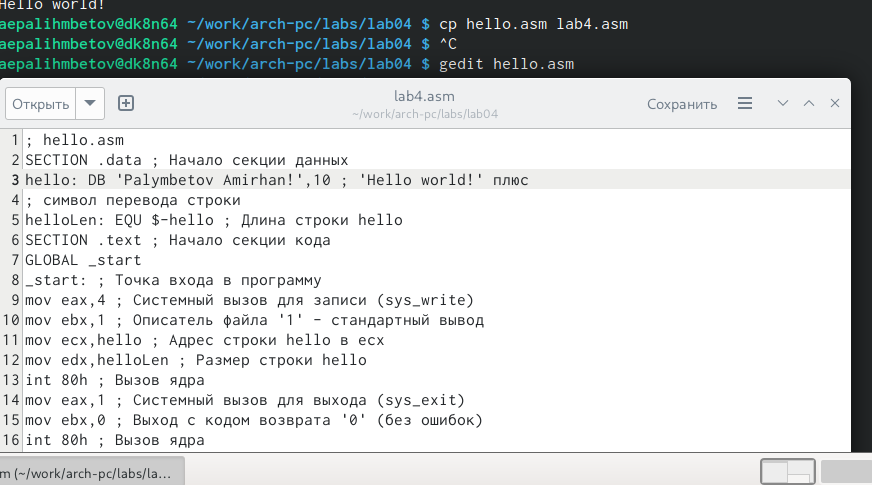 Hello world!
aepalihmbetov@dk8n64 ~/work/arch-pc/labs/lab04 $ cp hello.asm lab4.asm
aepalihmbetov@dk8n64 ~/work/arch-pc/labs/lab04 $ ^C
aepalihmbetov@dk8n64 ~/work/arch-pc/labs/lab04 $ gedit hello.asm
Открыть
lab4.asm
~/work/arch-pc/labs/lab04
Сохранить
1 ; hello.asm
2 SECTION .data ; Начало секции данных
3 hello: DB 'Palymbetov Amirhan!',10 ; 'Hello world!' плюс
4 ; символ перевода строки
5 helloLen: EQU $-hello ; Длина строки hello
6 SECTION .text ; Начало секции кода
7 GLOBAL _start
8 _start: ; Точка входа в программу
9 mov eax,4 ; Системный вызов для записи (sys_write)
10 mov ebx,1 ; Описатель файла '1' - стандартный вывод
11 mov ecx,hello ; Адрес строки hello в ecx
12 mov edx,helloLen ; Размер строки hello
13 int 80h ; Вызов ядра
14 mov eax,1 ; Системный вызов для выхода (sys_exit)
15 mov ebx,0 ; Выход с кодом возврата '0' (без ошибок)
16 int 80h ; Вызов ядра
m (~/work/arch-pc/labs/la...